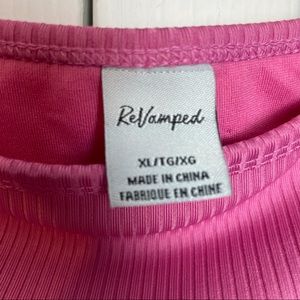 ReVamped
XL/TG/XG
MADE IN CHINA
FABRIQUE EN CHINE